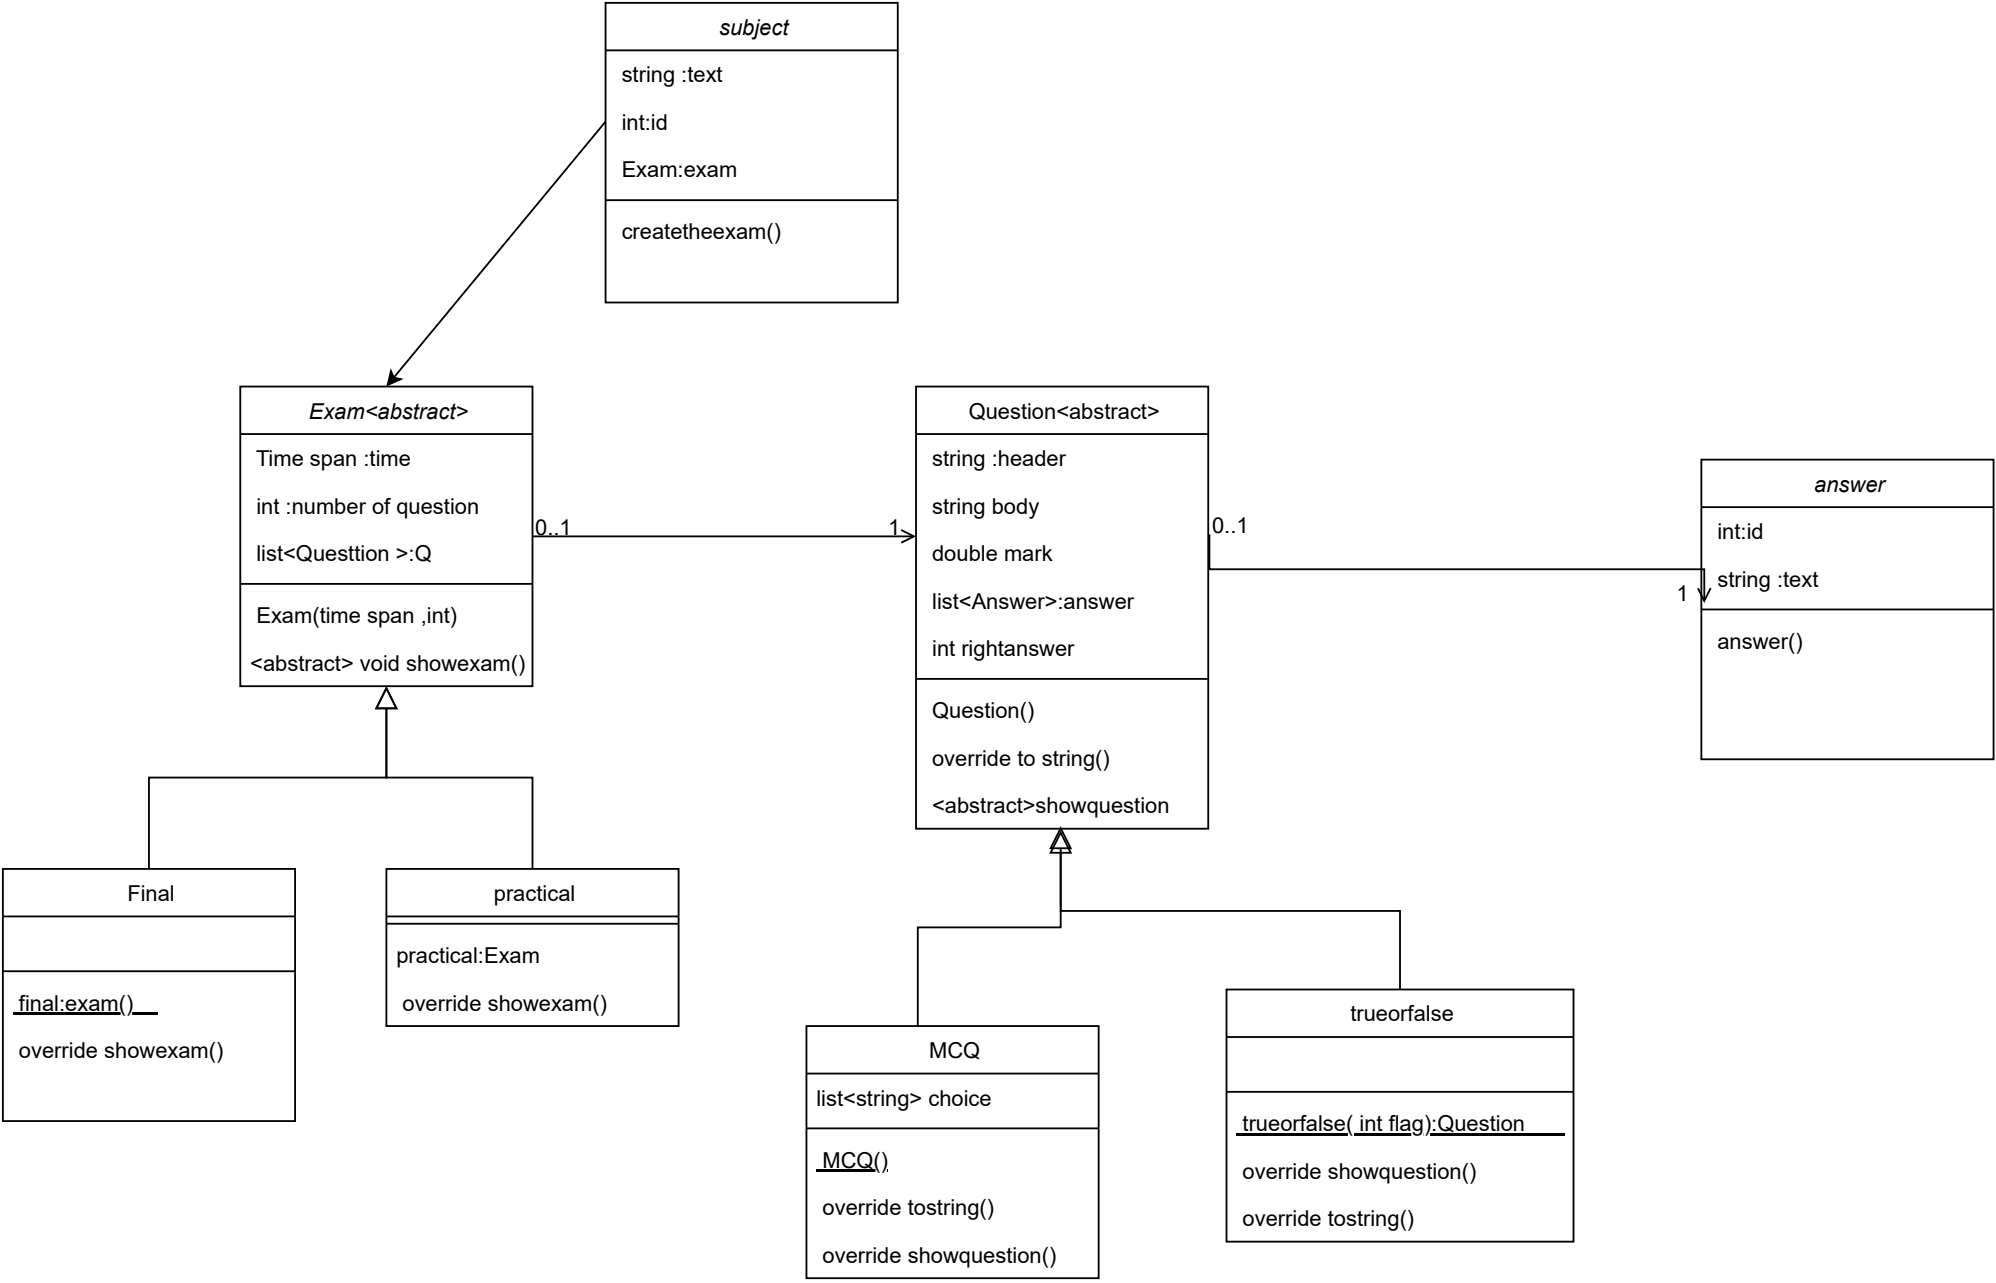 subject
string :text
int:id
Exam:exam
createtheexam()
Exam<abstract>
Time span :time
int :number of question
list<Questtion >:Q
Exam(time span ,int)
<abstract> void showexam()
0..1
1
Question<abstract>
string :header
string body
double mark
list<Answer>:answer
int rightanswer
Question()
override to string()
<abstract>showquestion
0..1
1
answer
int:id
string :text
answer()
Final
final:exam()
override showexam()
practical
practical:Exam
override showexam()
MCQ
list<string> choice
MCQ()
override tostring()
override showquestion()
trueorfalse
trueorfalse( int flag):Question
override showquestion()
override tostring()